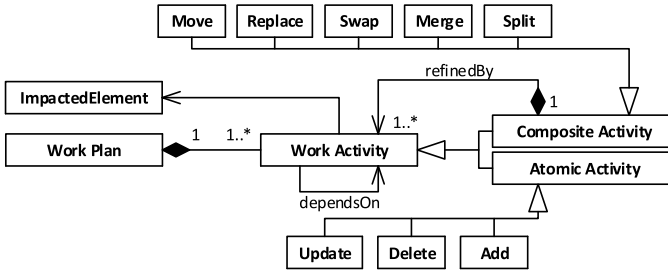 Move Replace Swap Merge Split
refinedBy
ImpactedElement
1..* 1
Composite Activity
1 1..*
Work Plan Work Activity
Atomic Activity
dependsOn
Update Delete Add